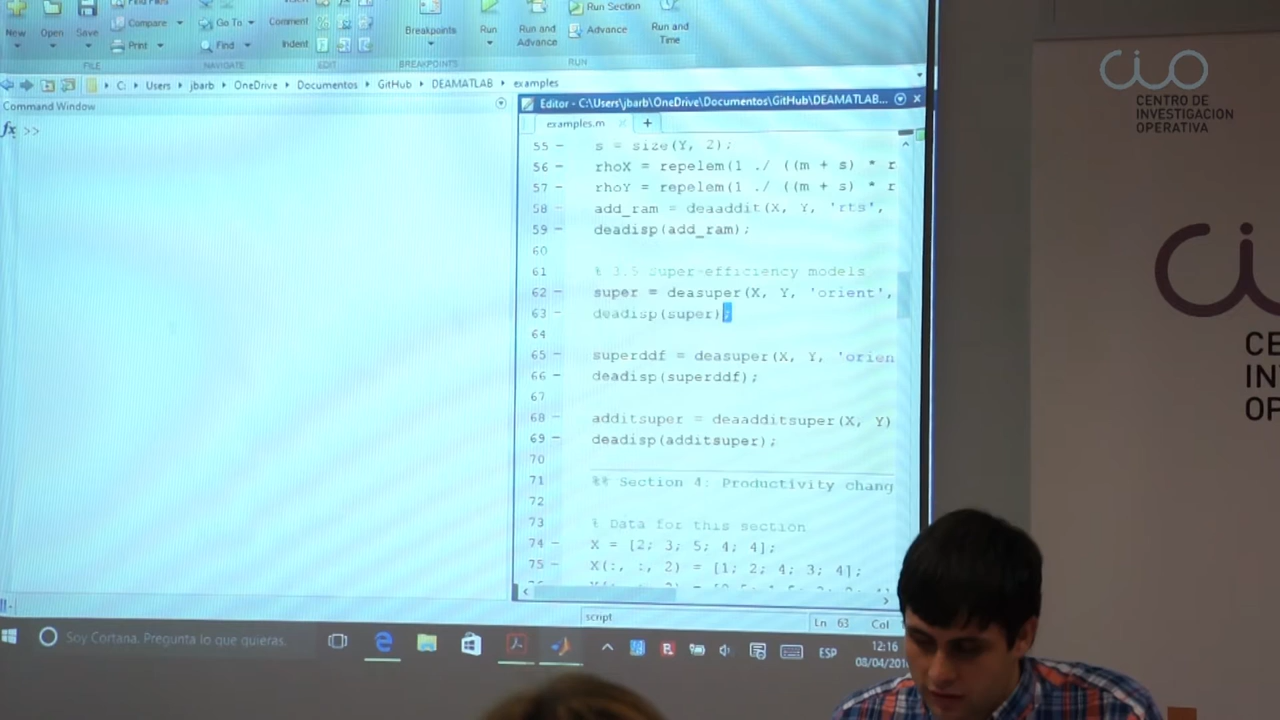 New
Open
Save
Find Files
Compare
Print
Go To
Find
Comment
Indent
Breakpoints
Run
Run and
Advance
Run Section
Advance
Run and
Time
FILE
NAVIGATE
EDIT
BREAKPOINTS
RUN
C: Users jbarb OneDrive Documentos GitHub DEAMATLAB examples
Command Window
fx >>
Editor - C:\Users\jbarb\OneDrive\Documentos\GitHub\DEAMATLAB...
examples.m
55 - s = size(Y, 2);
56 - rhoX = repelem(1 ./ ((m + s) * r
57 - rhoY = repelem(1 ./ ((m + s) * r
58 - add_ram = deaaddit(X, Y, 'rts',
59 - deadisp(add_ram);
60
61 % 3.5 Super-efficiency models
62 - super = deasuper(X, Y, 'orient',
63 - deadisp(super);
64
65 - superddf = deasuper(X, Y, 'orien
66 - deadisp(superddf);
67
68 - additsuper = deaadditsuper(X, Y)
69 - deadisp(additsuper);
70
71 %% Section 4: Productivity chang
72
73 % Data for this section
74 - X = [2; 3; 5; 4; 4];
75 - X(:, :, 2) = [1; 2; 4; 3; 4];
script
Ln 63
Col
Soy Cortana. Pregunta lo que quieras.
ESP
12:16
CIO
CENTRO DE
INVESTIGACION
OPERATIVA
CE
IN
OP